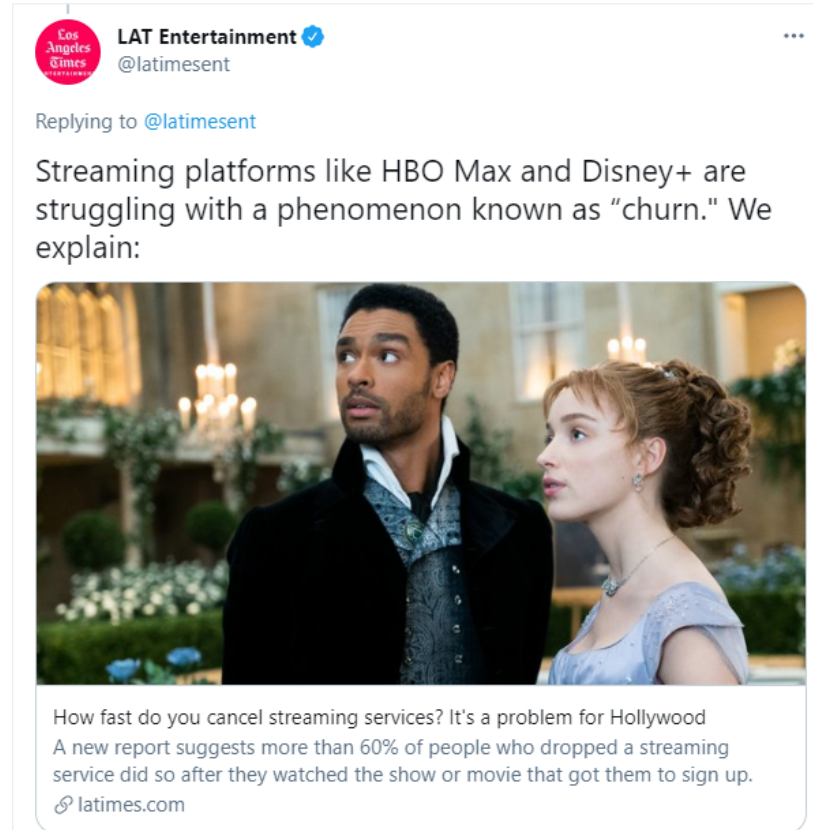 Los
Angeles
Times
ENTERTAINMENT
LAT Entertainment
@latimesent
Replying to @latimesent
Streaming platforms like HBO Max and Disney+ are
struggling with a phenomenon known as “churn." We
explain:
How fast do you cancel streaming services? It's a problem for Hollywood
A new report suggests more than 60% of people who dropped a streaming
service did so after they watched the show or movie that got them to sign up.
latimes.com